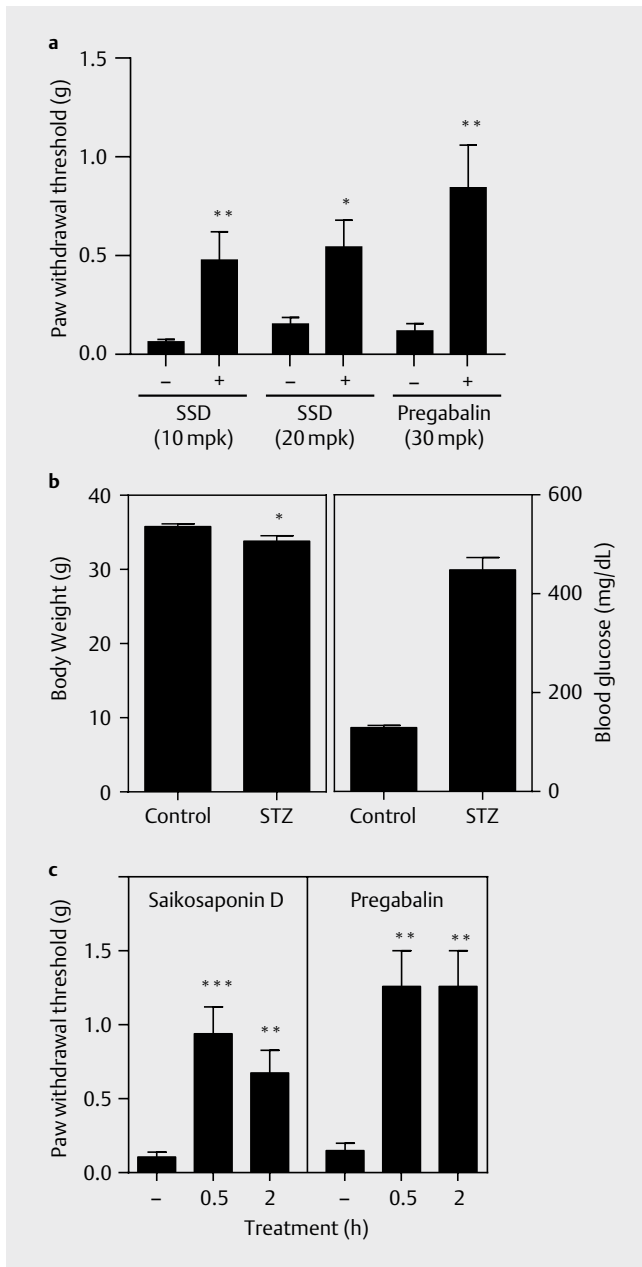 a
Paw withdrawal threshold (g)
1.5
1.0
0.5
0.0
** * **
– + – + – +
SSD SSD Pregabalin
(10 mpk) (20 mpk) (30 mpk)
b
Body Weight (g)
40
30
20
10
0
*
Control STZ
Blood glucose (mg/dL)
600
400
200
0
Control STZ
c
Paw withdrawal threshold (g)
1.5
1.0
0.5
0.0
Saikosaponin D Pregabalin
*** ** ** **
– 0.5 2 – 0.5 2
Treatment (h)